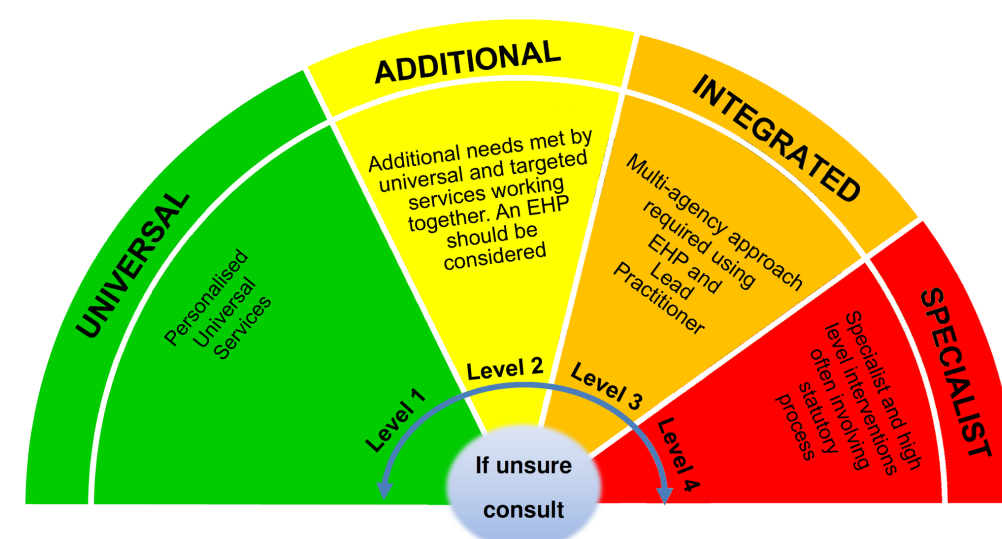 UNIVERSAL
Personalised
Universal
Services
Level 1
ADDITIONAL
Additional needs met by
universal and targeted
services working
together. An EHP
should be
considered
Level 2
INTEGRATED
Multi-agency approach
required using
EHP and
Lead
Practitioner
Level 3
SPECIALIST
Specialist and high
level interventions
often involving
statutory
process
Level 4
If unsure
consult